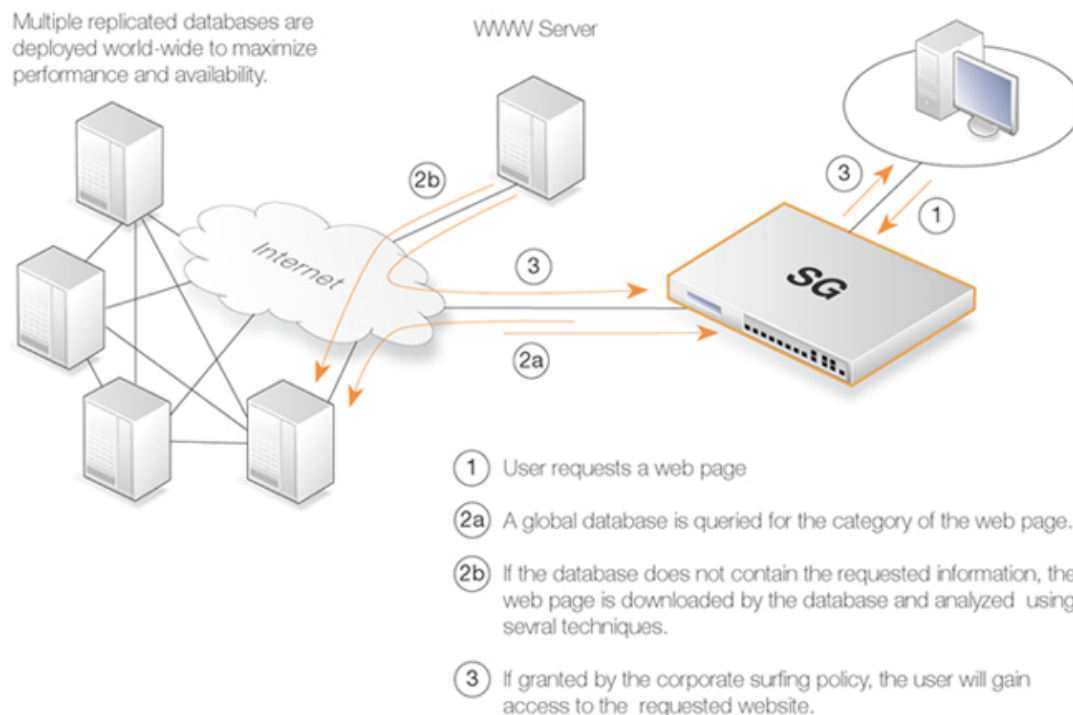 Multiple replicated databases are
deployed world-wide to maximize
performance and availability.
WWW Server
2b
3
1
Internet
3
SG
2a
1 User requests a web page
2a A global database is queried for the category of the web page.
2b If the database does not contain the requested information, the
web page is downloaded by the database and analyzed using
sevral techniques.
3 If granted by the corporate surfing policy, the user will gain
access to the requested website.